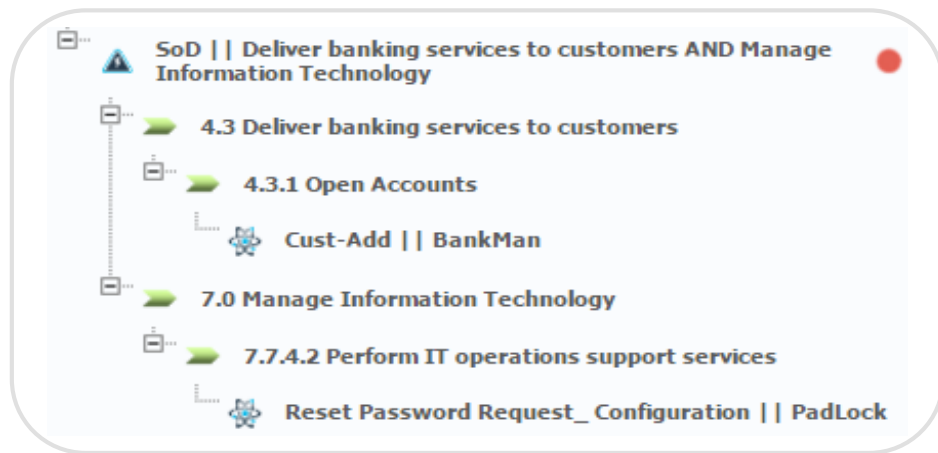 SoD || Deliver banking services to customers AND Manage
Information Technology
4.3 Deliver banking services to customers
4.3.1 Open Accounts
Cust-Add || BankMan
7.0 Manage Information Technology
7.7.4.2 Perform IT operations support services
Reset Password Request_ Configuration || PadLock